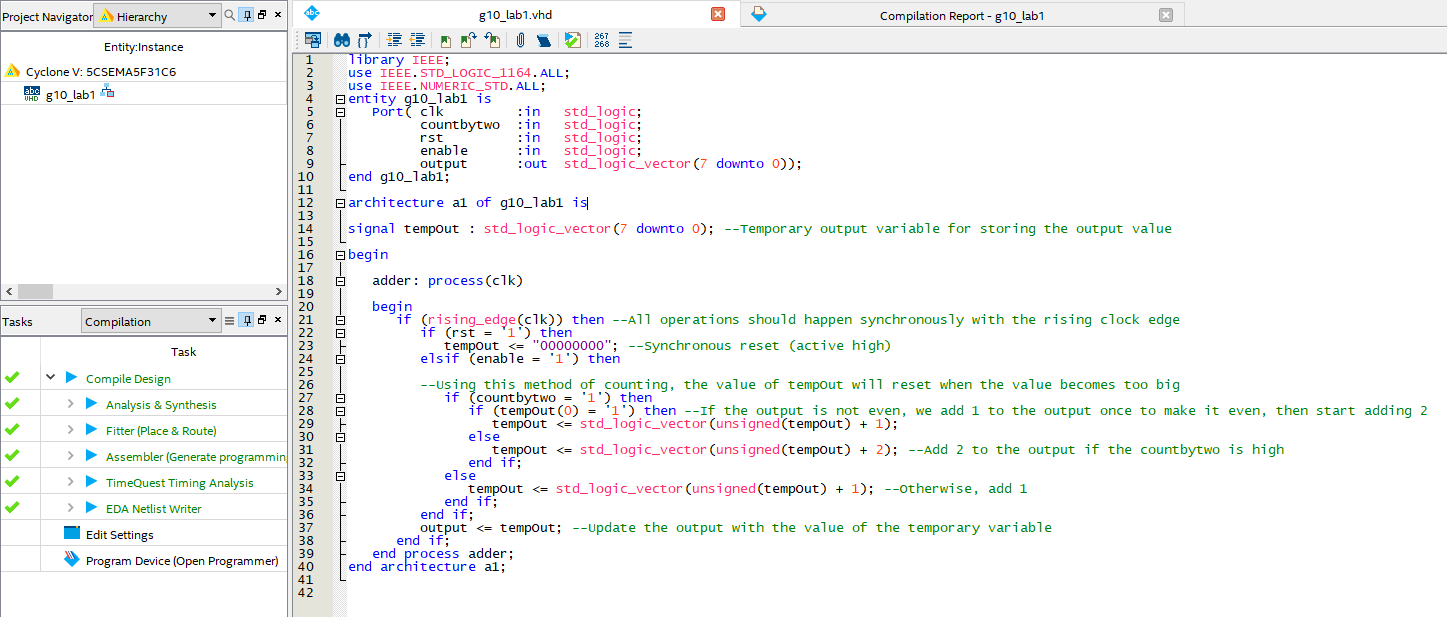 Project Navigator Hierarchy
Entity:Instance
Cyclone V: 5CSEMA5F31C6
abc VHD g10_lab1
Tasks Compilation
Task
Compile Design
Analysis & Synthesis
Fitter (Place & Route)
Assembler (Generate programmin
TimeQuest Timing Analysis
EDA Netlist Writer
Edit Settings
Program Device (Open Programmer)
abc g10_lab1.vhd
Compilation Report - g10_lab1
267 268
1 library IEEE;
2 use IEEE.STD_LOGIC_1164.ALL;
3 use IEEE.NUMERIC_STD.ALL;
4 entity g10_lab1 is
5 Port( clk :in std_logic;
6 countbytwo :in std_logic;
7 rst :in std_logic;
8 enable :in std_logic;
9 output :out std_logic_vector(7 downto 0));
10 end g10_lab1;
11
12 architecture a1 of g10_lab1 is
13
14 signal tempOut : std_logic_vector(7 downto 0); --Temporary output variable for storing the output value
15
16 begin
17
18 adder: process(clk)
19
20 begin
21 if (rising_edge(clk)) then --All operations should happen synchronously with the rising clock edge
22 if (rst = '1') then
23 tempOut <= "00000000"; --Synchronous reset (active high)
24 elsif (enable = '1') then
25
26 --Using this method of counting, the value of tempOut will reset when the value becomes too big
27 if (countbytwo = '1') then
28 if (tempOut(0) = '1') then --If the output is not even, we add 1 to the output once to make it even, then start adding 2
29 tempOut <= std_logic_vector(unsigned(tempOut) + 1);
30 else
31 tempOut <= std_logic_vector(unsigned(tempOut) + 2); --Add 2 to the output if the countbytwo is high
32 end if;
33 else
34 tempOut <= std_logic_vector(unsigned(tempOut) + 1); --Otherwise, add 1
35 end if;
36 end if;
37 output <= tempOut; --Update the output with the value of the temporary variable
38 end if;
39 end process adder;
40 end architecture a1;
41
42